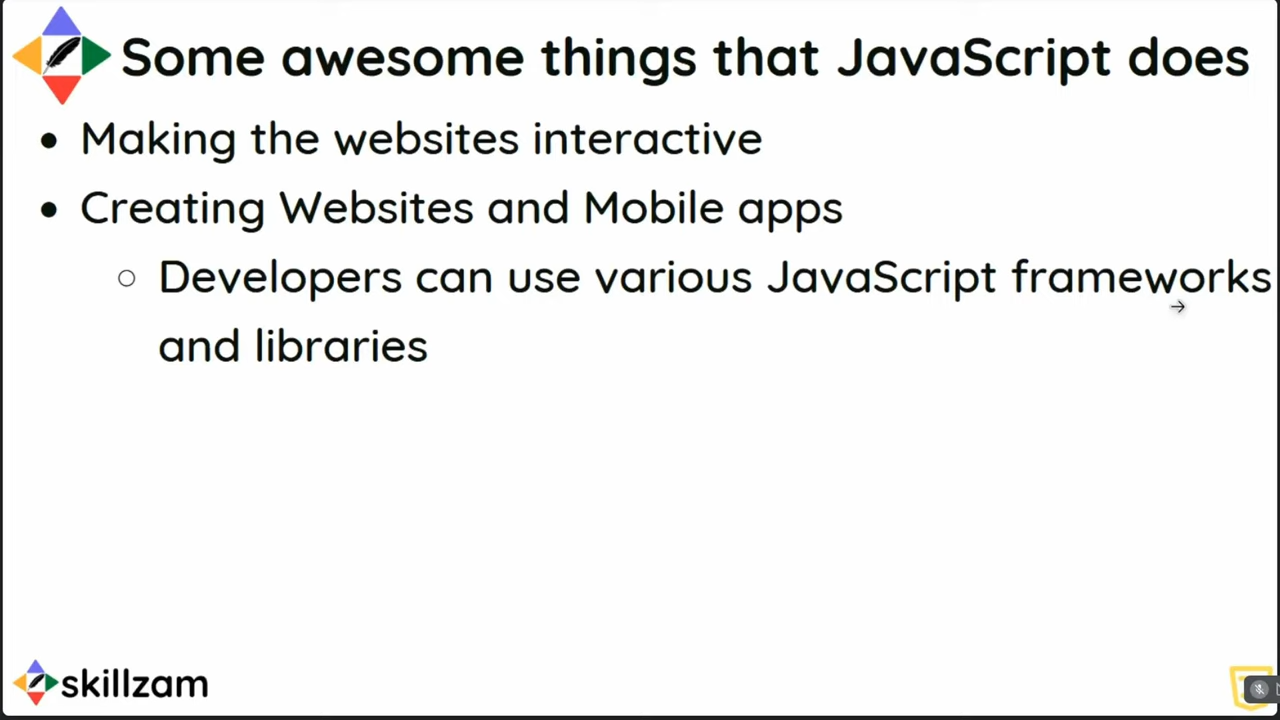 Some awesome things that JavaScript does
Making the websites interactive
Creating Websites and Mobile apps
Developers can use various JavaScript frameworks
and libraries
skillzam